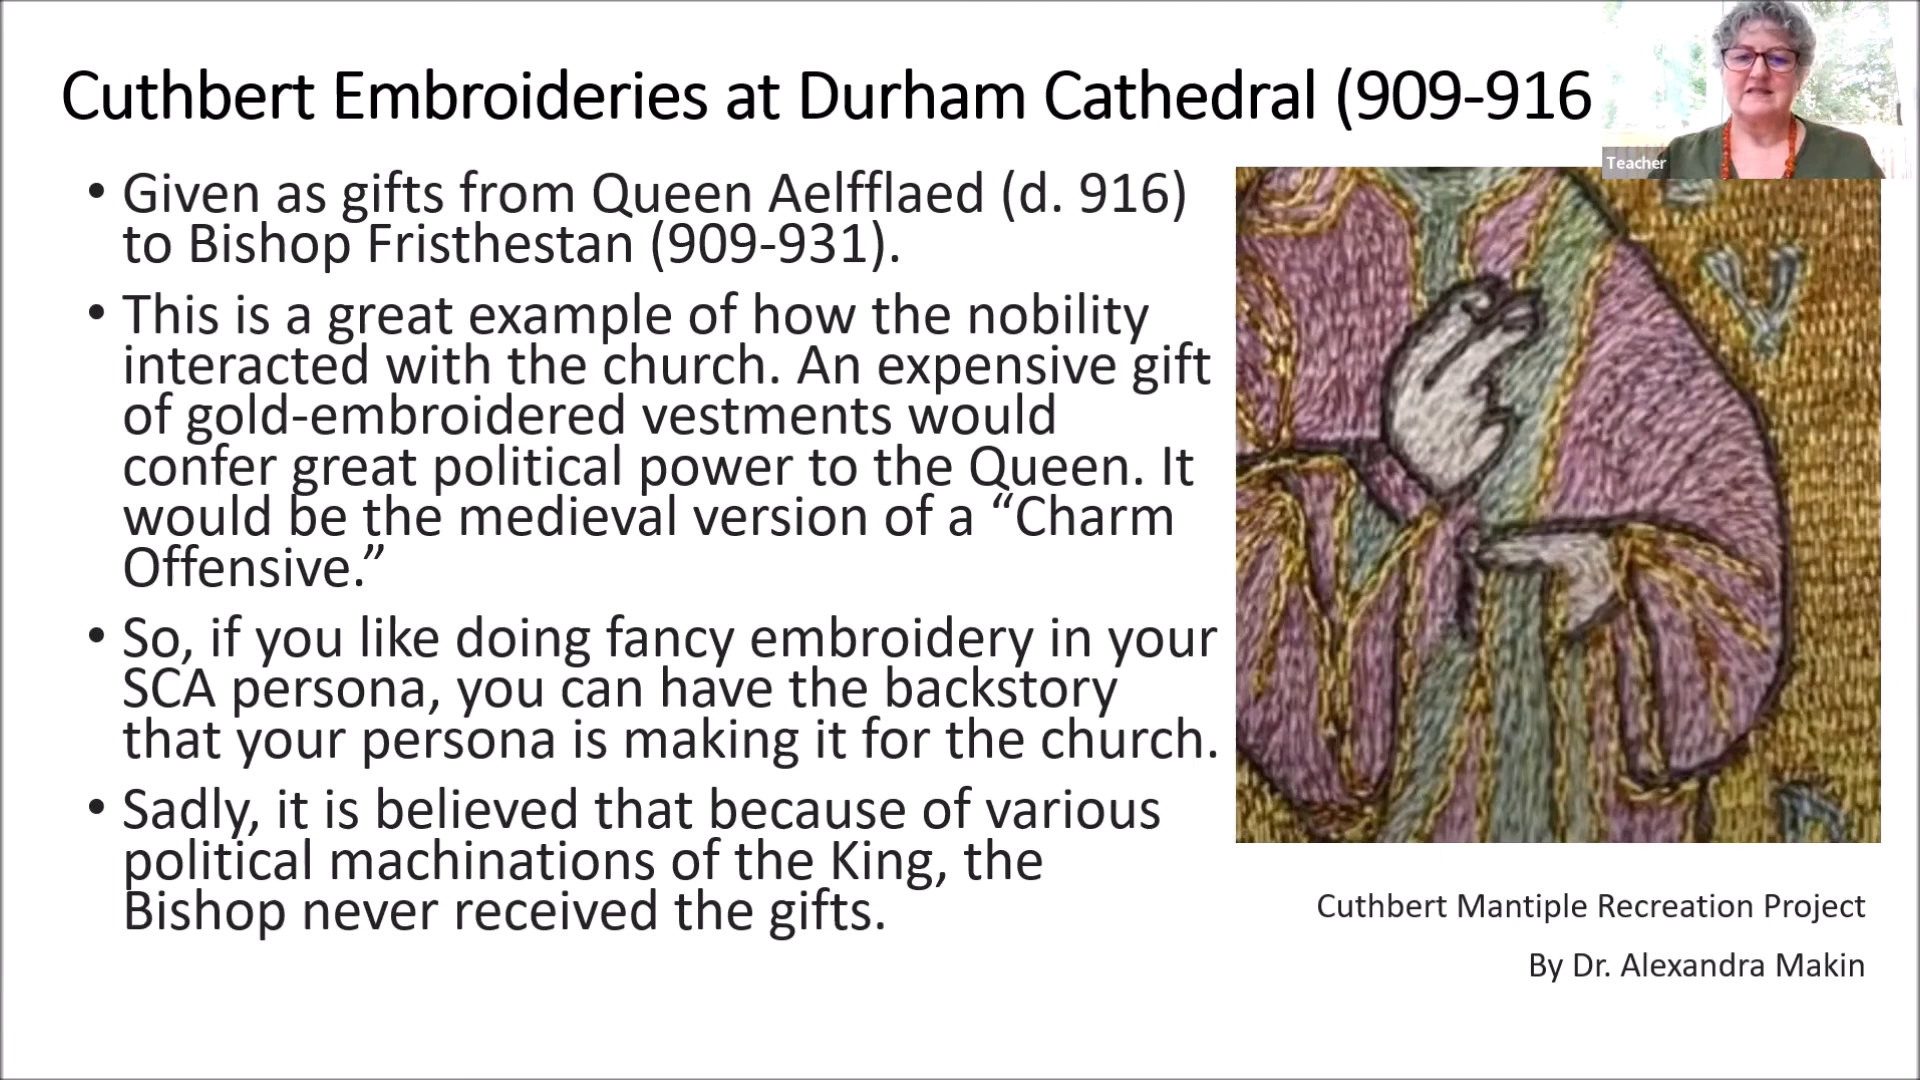 Cuthbert Embroideries at Durham Cathedral (909-916
Teacher
• Given as gifts from Queen Aelfflaed (d. 916)
to Bishop Fristhestan (909-931).
• This is a great example of how the nobility
interacted with the church. An expensive gift
of gold-embroidered vestments would
confer great political power to the Queen. It
would be the medieval version of a “Charm
Offensive.”
• So, if you like doing fancy embroidery in your
SCA persona, you can have the backstory
that your persona is making it for the church.
• Sadly, it is believed that because of various
political machinations of the King, the
Bishop never received the gifts.
V
Cuthbert Mantiple Recreation Project
By Dr. Alexandra Makin